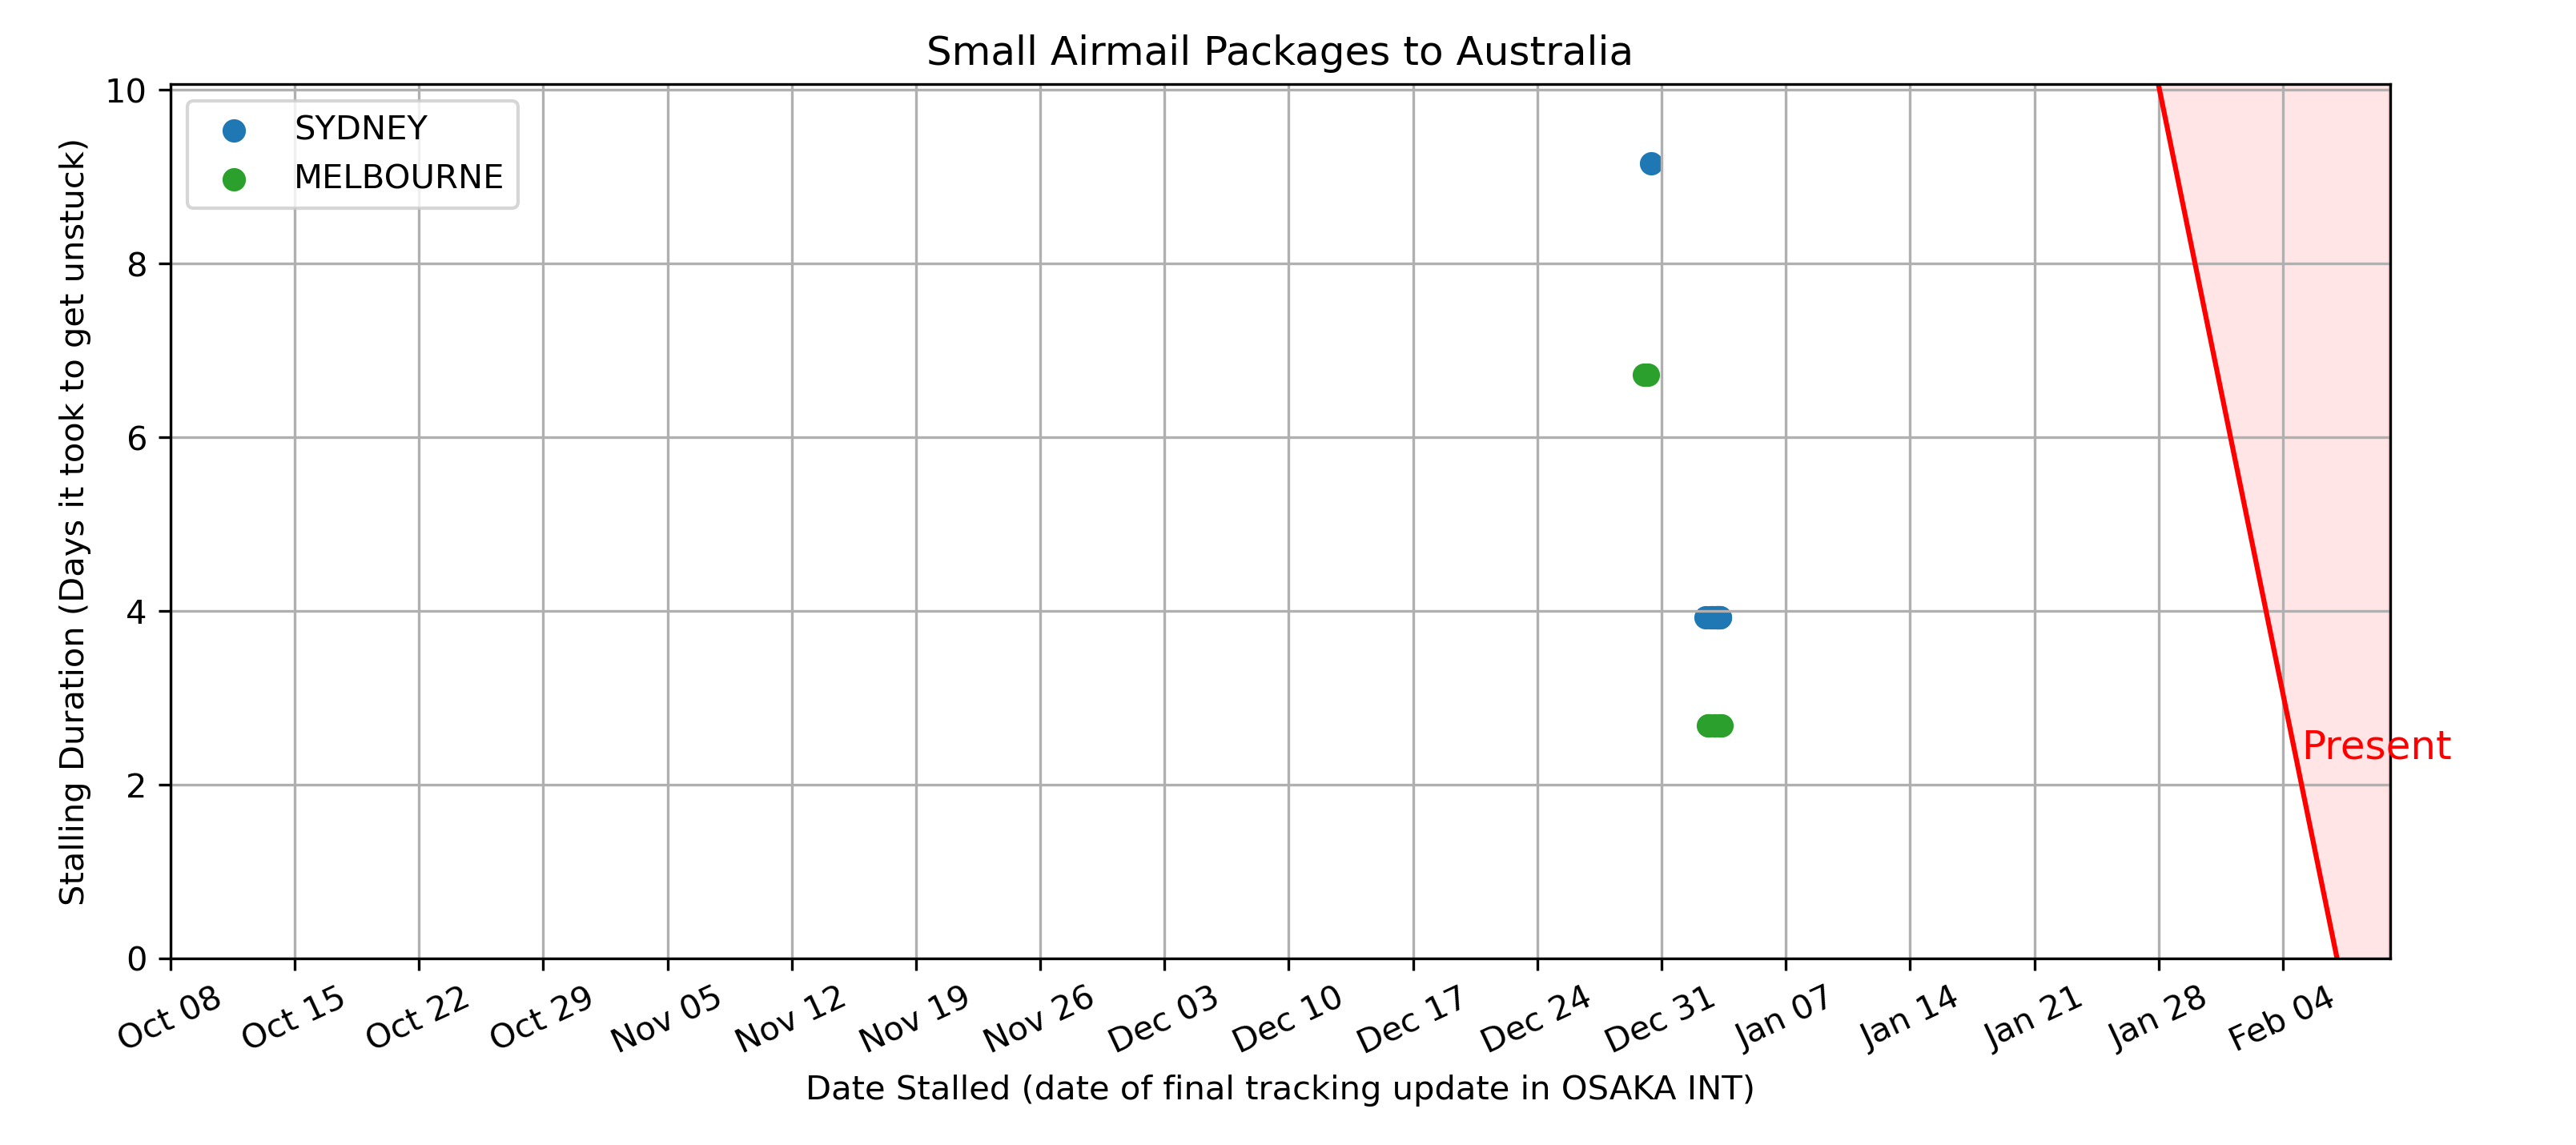 Small Airmail Packages to Australia
SYDNEY
MELBOURNE
10
8
6
4
2
0
Stalling Duration (Days it took to get unstuck)
Present
Oct 08
Oct 15
Oct 22
Oct 29
Nov 05
Nov 12
Nov 19
Nov 26
Dec 03
Dec 10
Dec 17
Dec 24
Dec 31
Jan 07
Jan 14
Jan 21
Jan 28
Feb 04
Date Stalled (date of final tracking update in OSAKA INT)